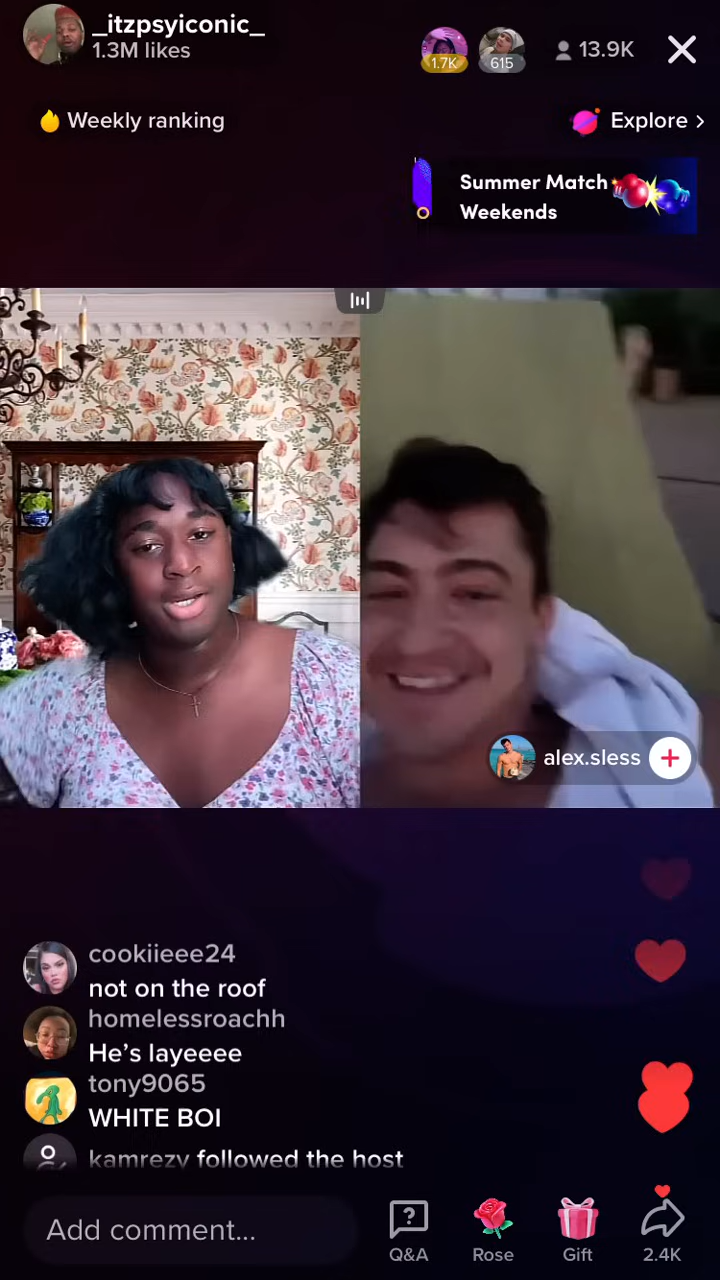 _itzpsyiconic_
1.3M likes
1.7K
615
13.9K
Weekly ranking
Explore >
Summer Match
Weekends
alex.sless
cookiieee24
not on the roof
homelessroachh
He's layeeee
tony9065
WHITE BOI
kamrezy followed the host
Add comment...
Q&A
Rose
Gift
2.4K